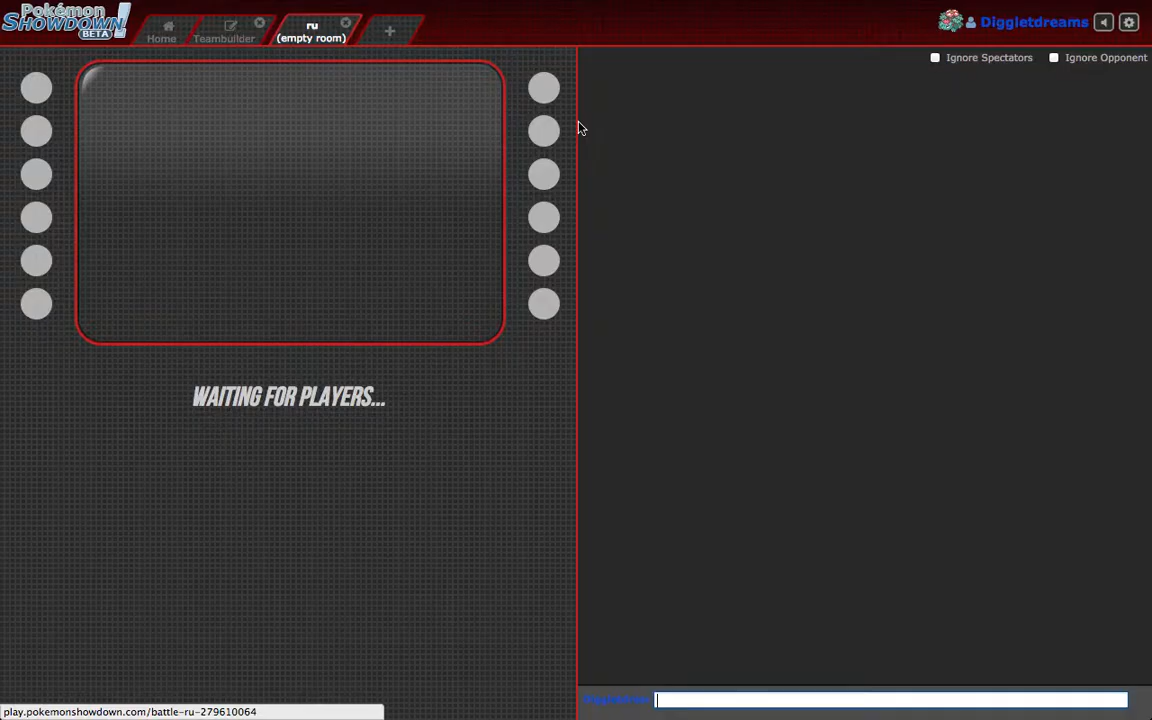 Pokémon
SHOWDOWN!
BETA
Home
Teambuilder
ru
(empty room)
+
Diggletdreams
Ignore Spectators
Ignore Opponent
WAITING FOR PLAYERS...
Diggletdreams:
play.pokemonshowdown.com/battle-ru-279610064